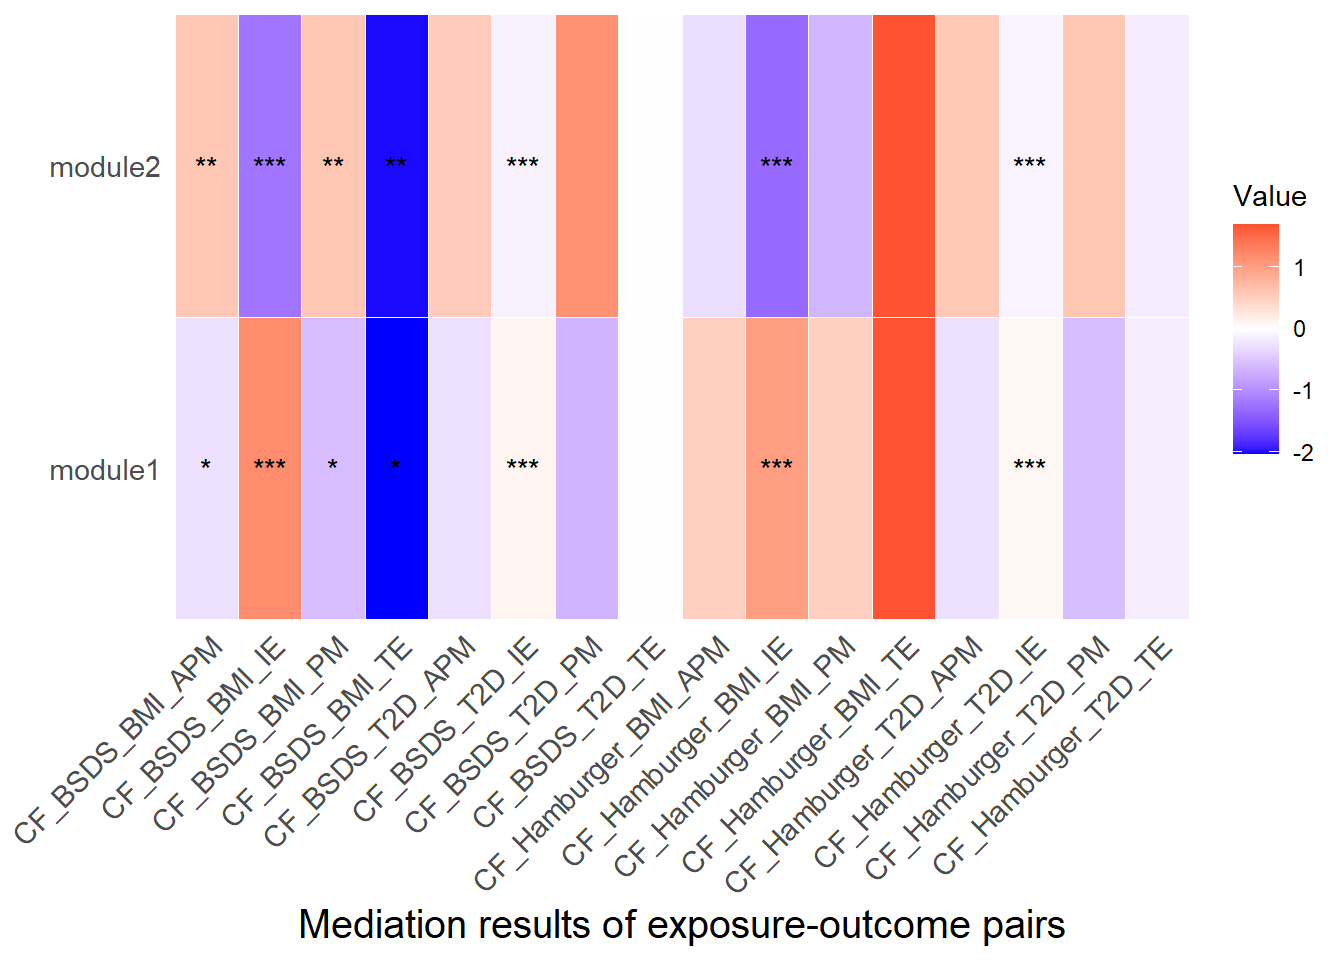 module2
** *** ** ** *** *** ***
module1
* *** * * *** *** ***
CF_BSDS_BMI_APM
CF_BSDS_BMI_IE
CF_BSDS_BMI_PM
CF_BSDS_BMI_TE
CF_BSDS_T2D_APM
CF_BSDS_T2D_IE
CF_BSDS_T2D_PM
CF_BSDS_T2D_TE
CF_Hamburger_BMI_APM
CF_Hamburger_BMI_IE
CF_Hamburger_BMI_PM
CF_Hamburger_BMI_TE
CF_Hamburger_T2D_APM
CF_Hamburger_T2D_IE
CF_Hamburger_T2D_PM
CF_Hamburger_T2D_TE
Mediation results of exposure-outcome pairs
Value
1
0
-1
-2